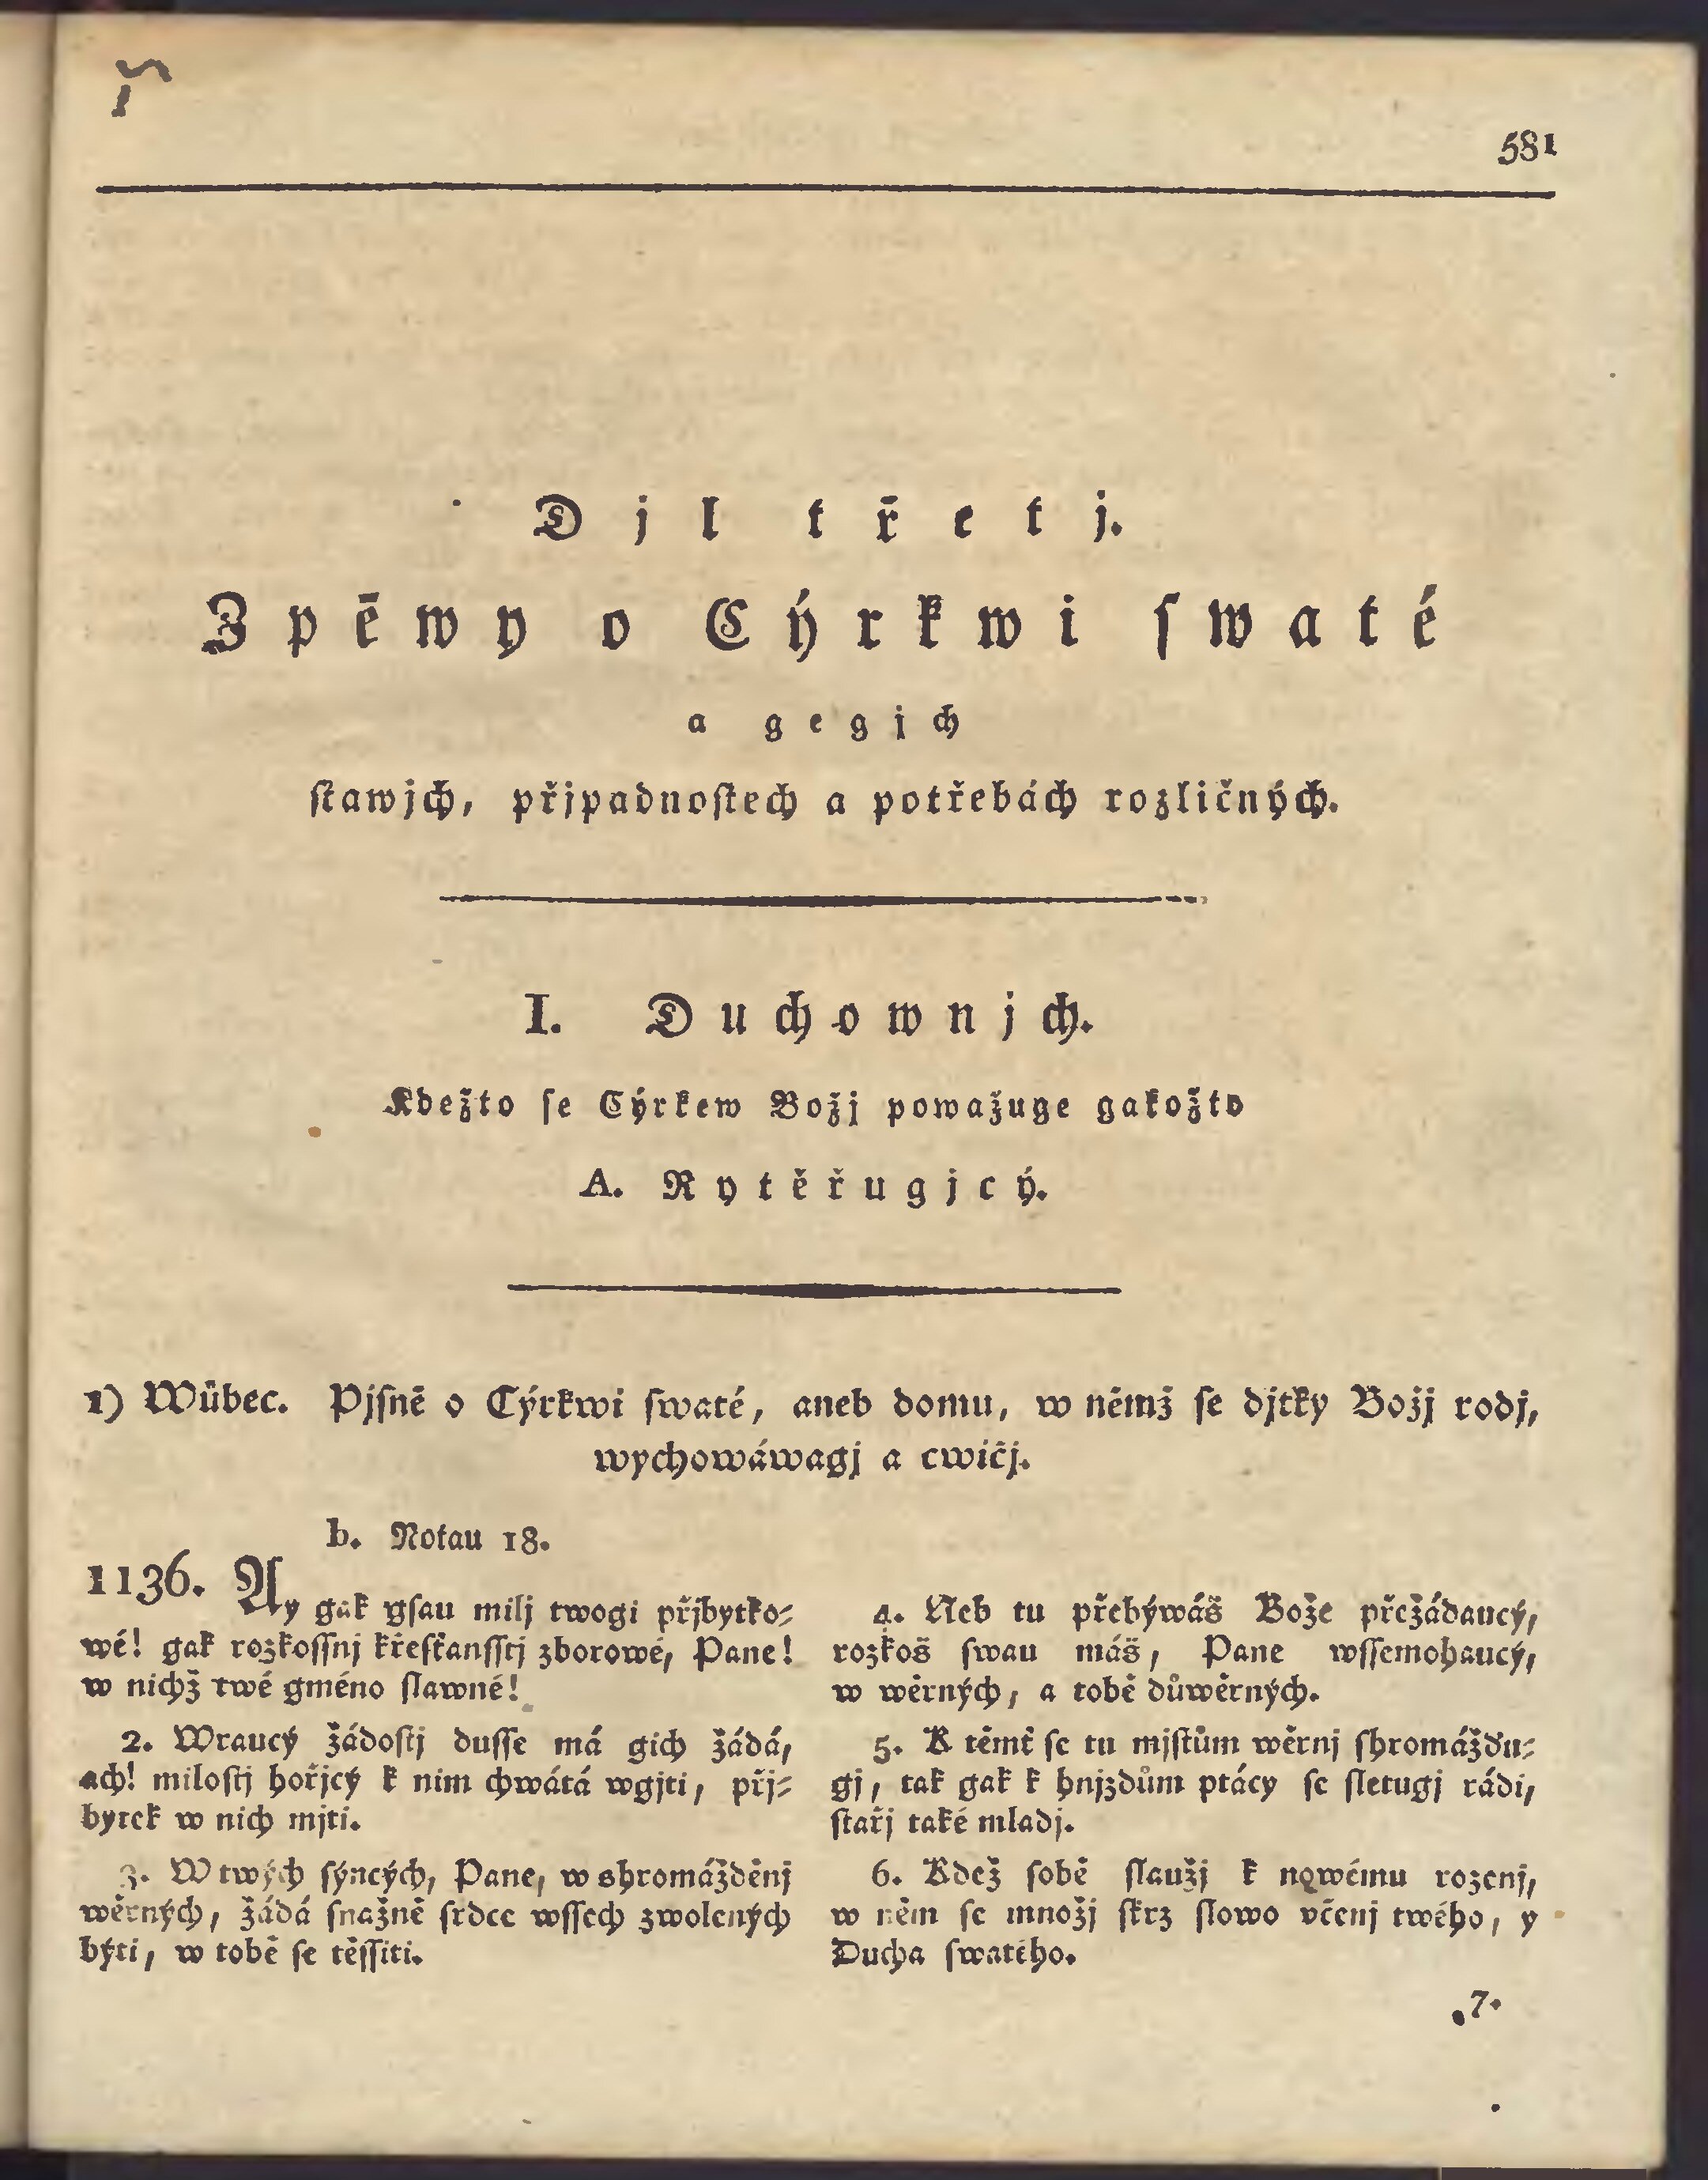 581
Djl třetj.
Zpěwy o Cýrkwi ſwaté
a gegjch
ſtawjch, přjpadnoſtech a potřebách rozličných.
I. Duchownjch.
Kdežto ſe Cýrkew Božj powažuge gakožto
A. Rytěřugjcý.
1) Wůbec. Pjſně o Cýrkwi ſwaté, aneb domu, w němž ſe djtky Božj rodj,
wychowáwagj a cwičj.
b. Notau 18.
1136. Ay gak gſau milj twogi přjbytko-
wé! gak rozkoſſnj křeſťanſſtj zborowé, Pane!
w nichž twé gméno ſlawné!
2. Wraucý žádoſtj duſſe má gich žádá,
ach! miloſtj hořjcý k nim chwátá wgjti, přj-
bytek w nich mjti.
3. W twých ſýncých, Pane, w shromážděnj
wěrných, žádá ſnažně ſrdce wſſech zwolených
býti, w tobě ſe těſſiti.
4. Neb tu přebýwáš Bože přežádaucý,
rozkoš ſwau máš, Pane wſſemohaucý,
w wěrných, a tobě důwěrných.
5. K těmť ſe tu mjſtům wěrnj ſhromážďu-
gj, tak gak k hnjzdům ptácy ſe ſletugj rádi,
ſtařj také mladj.
6. Kdež ſobě ſlaužj k nowému rozenj,
w něm ſe množj ſkrz ſlowo včenj twého, y
Ducha ſwatého.
7.